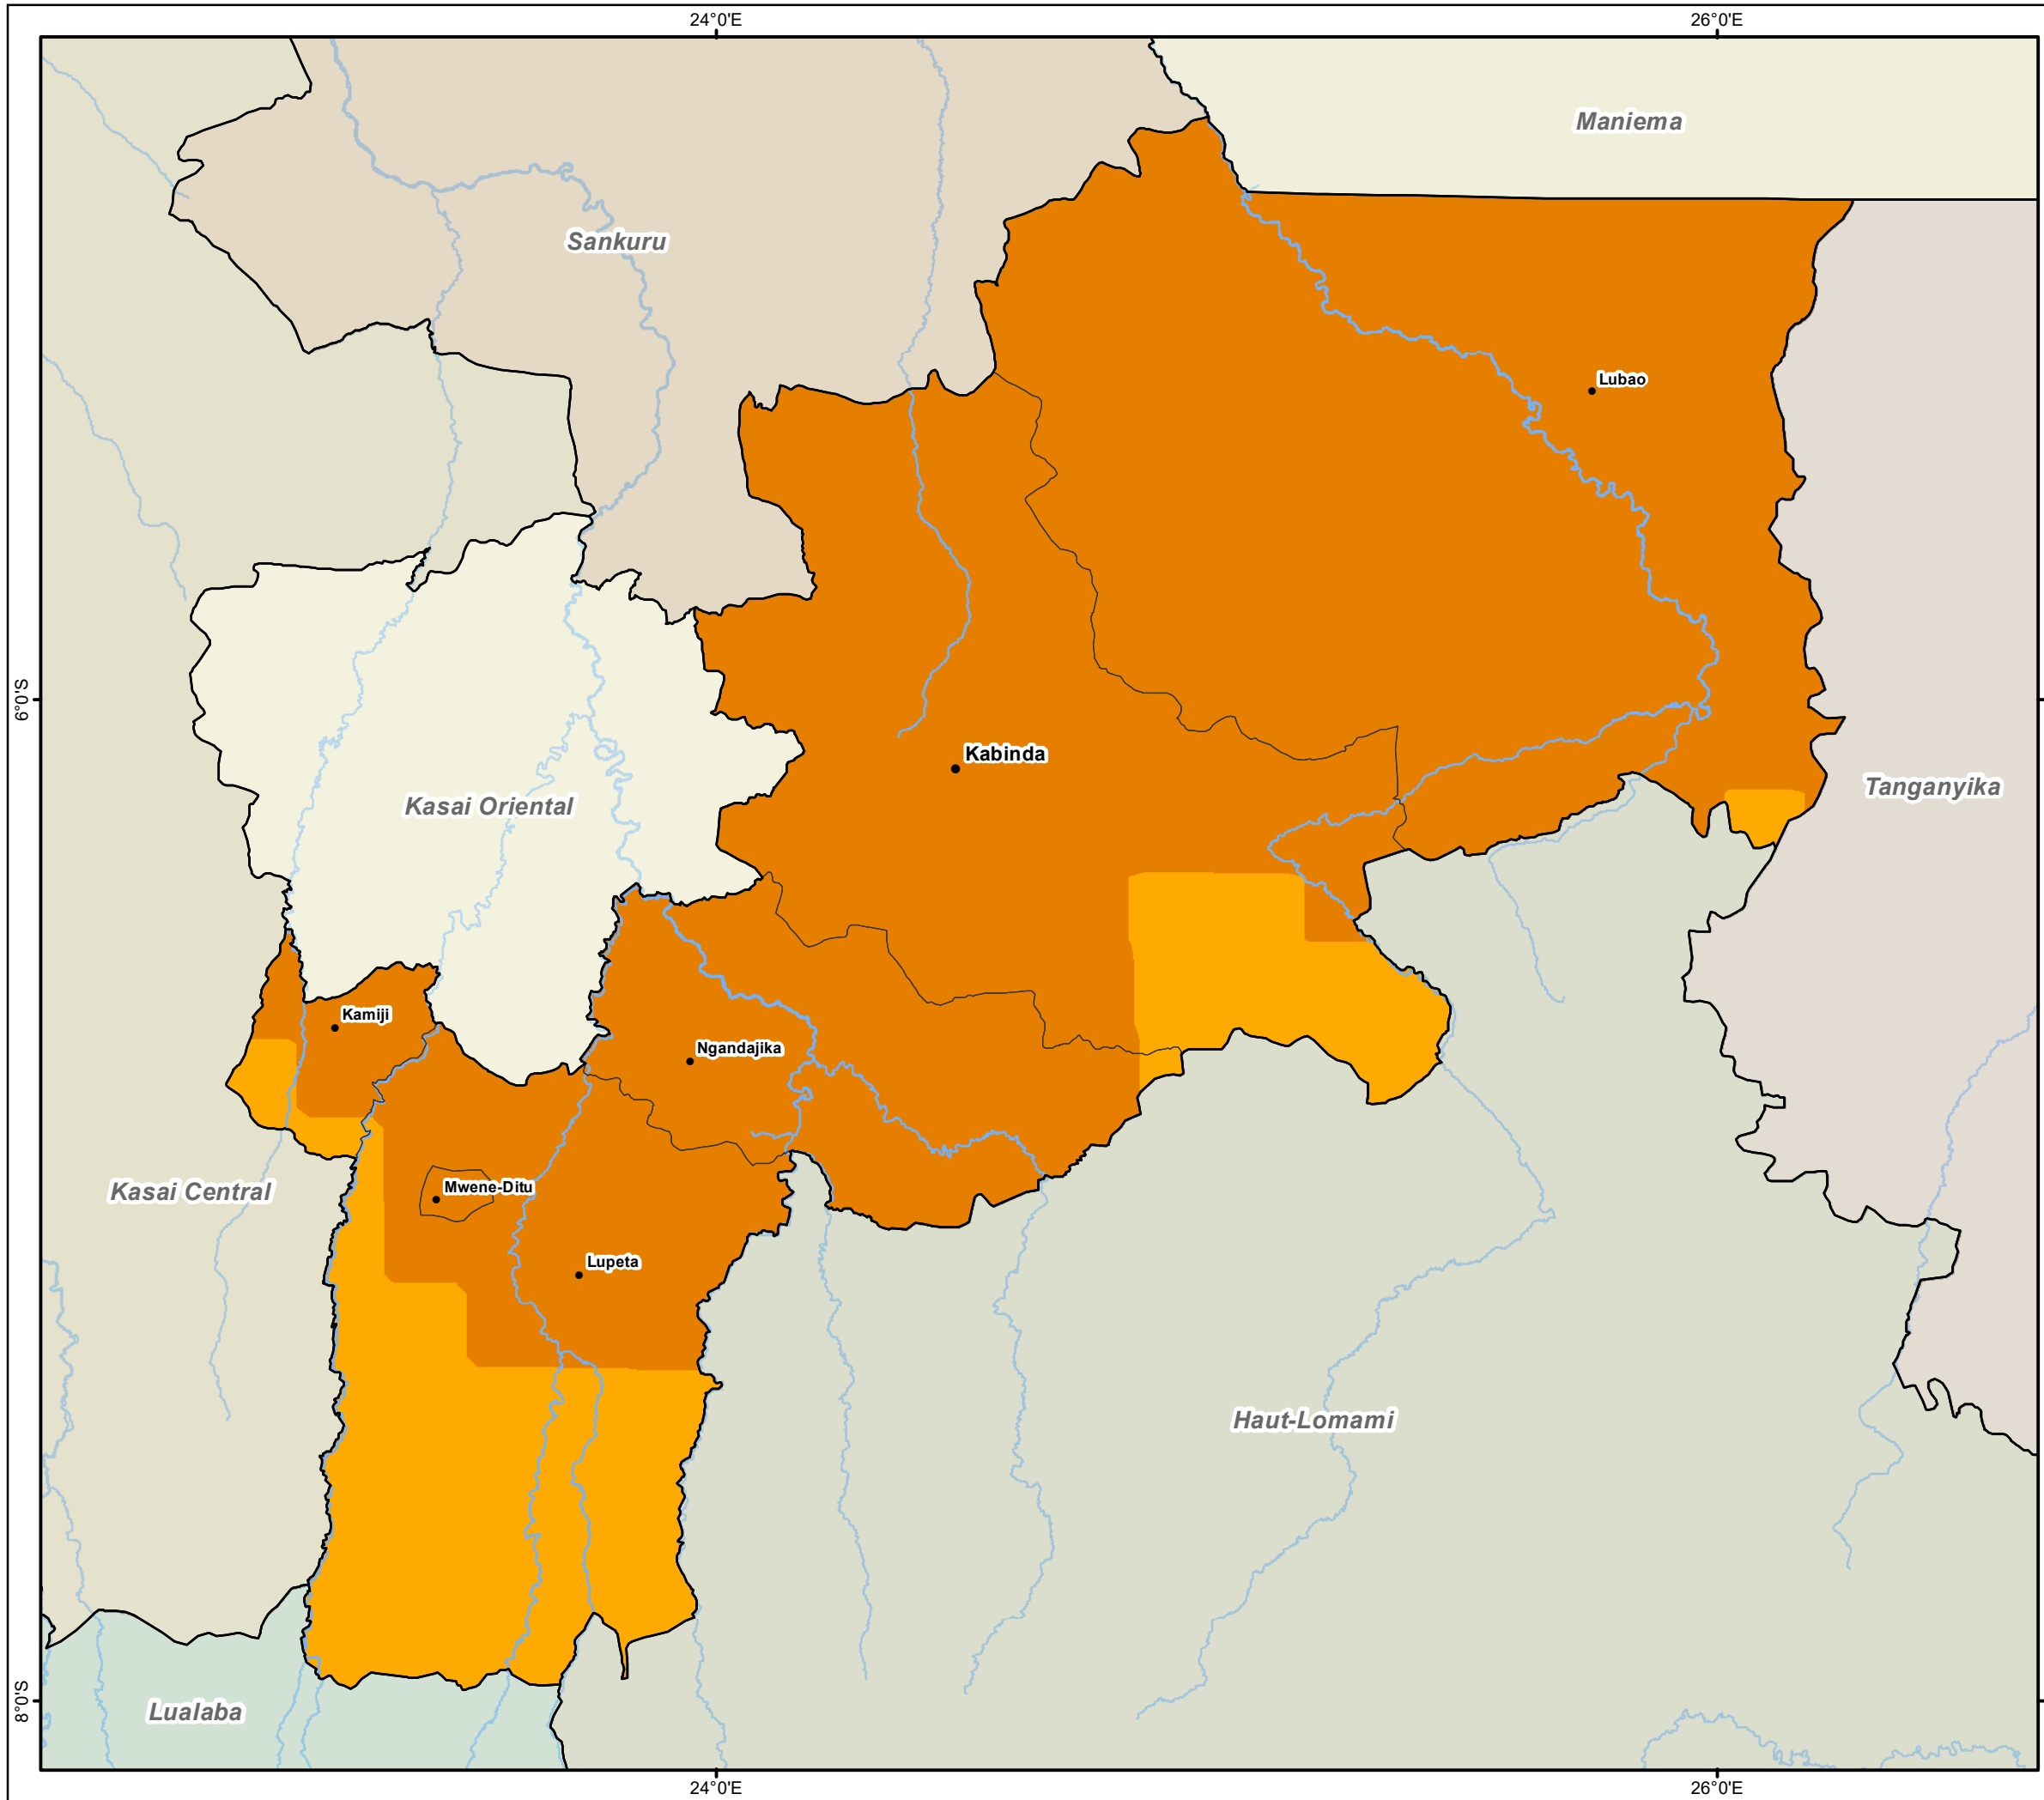 24°0'E
26°0'E
Maniema
Sankuru
Lubao
6°0'S
Kabinda
Tanganyika
Kasai Oriental
Kamiji
Ngandajika
Kasai Central
Mwene-Ditu
Lupeta
Haut-Lomami
8°0'S
Lualaba
24°0'E
26°0'E